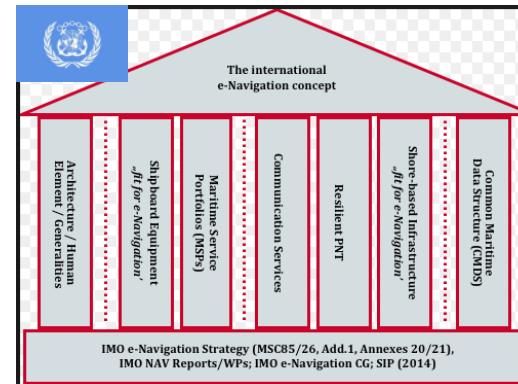 The international
e-Navigation concept
Architecture / Human
Element / Generalities
Shipboard Equipment
„fit for e-Navigation‘
Maritime Service
Portfolios (MSPs)
Communication Services
Resilient PNT
Shore-based Infrastructure
„fit for e-Navigation‘
Common Maritime
Data Structure (CMDS)
IMO e-Navigation Strategy (MSC85/26, Add.1, Annexes 20/21),
IMO NAV Reports/WPs; IMO e-Navigation CG; SIP (2014)